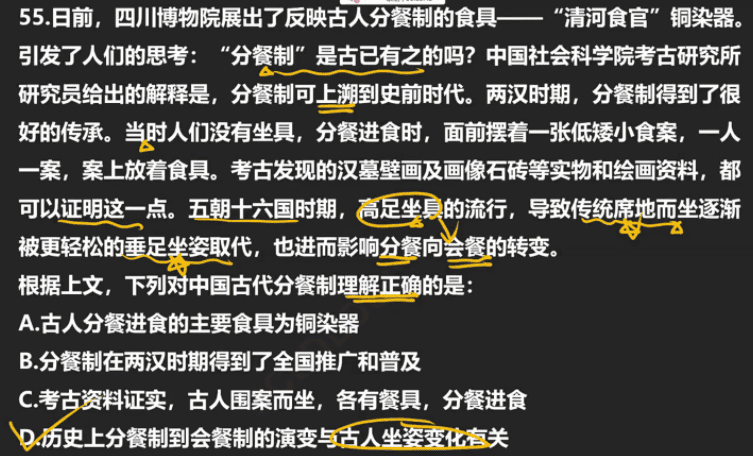 55.日前，四川博物院展出了反映古人分餐制的食具——“清河食官”铜染器。
引发了人们的思考：“分餐制”是古已有之的吗？中国社会科学院考古研究所
研究员给出的解释是，分餐制可上溯到史前时代。两汉时期，分餐制得到了很
好的传承。当时人们没有坐具，分餐进食时，面前摆着一张低矮小食案，一人
一案，案上放着食具。考古发现的汉墓壁画及画像石砖等实物和绘画资料，都
可以证明这一点。五朝十六国时期，高足坐具的流行，导致传统席地而坐逐渐
被更轻松的垂足坐姿取代，也进而影响分餐向会餐的转变。
根据上文，下列对中国古代分餐制理解正确的是：
A.古人分餐进食的主要食具为铜染器
B.分餐制在两汉时期得到了全国推广和普及
C.考古资料证实，古人围案而坐，各有餐具，分餐进食
D.历史上分餐制到会餐制的演变与古人坐姿变化有关